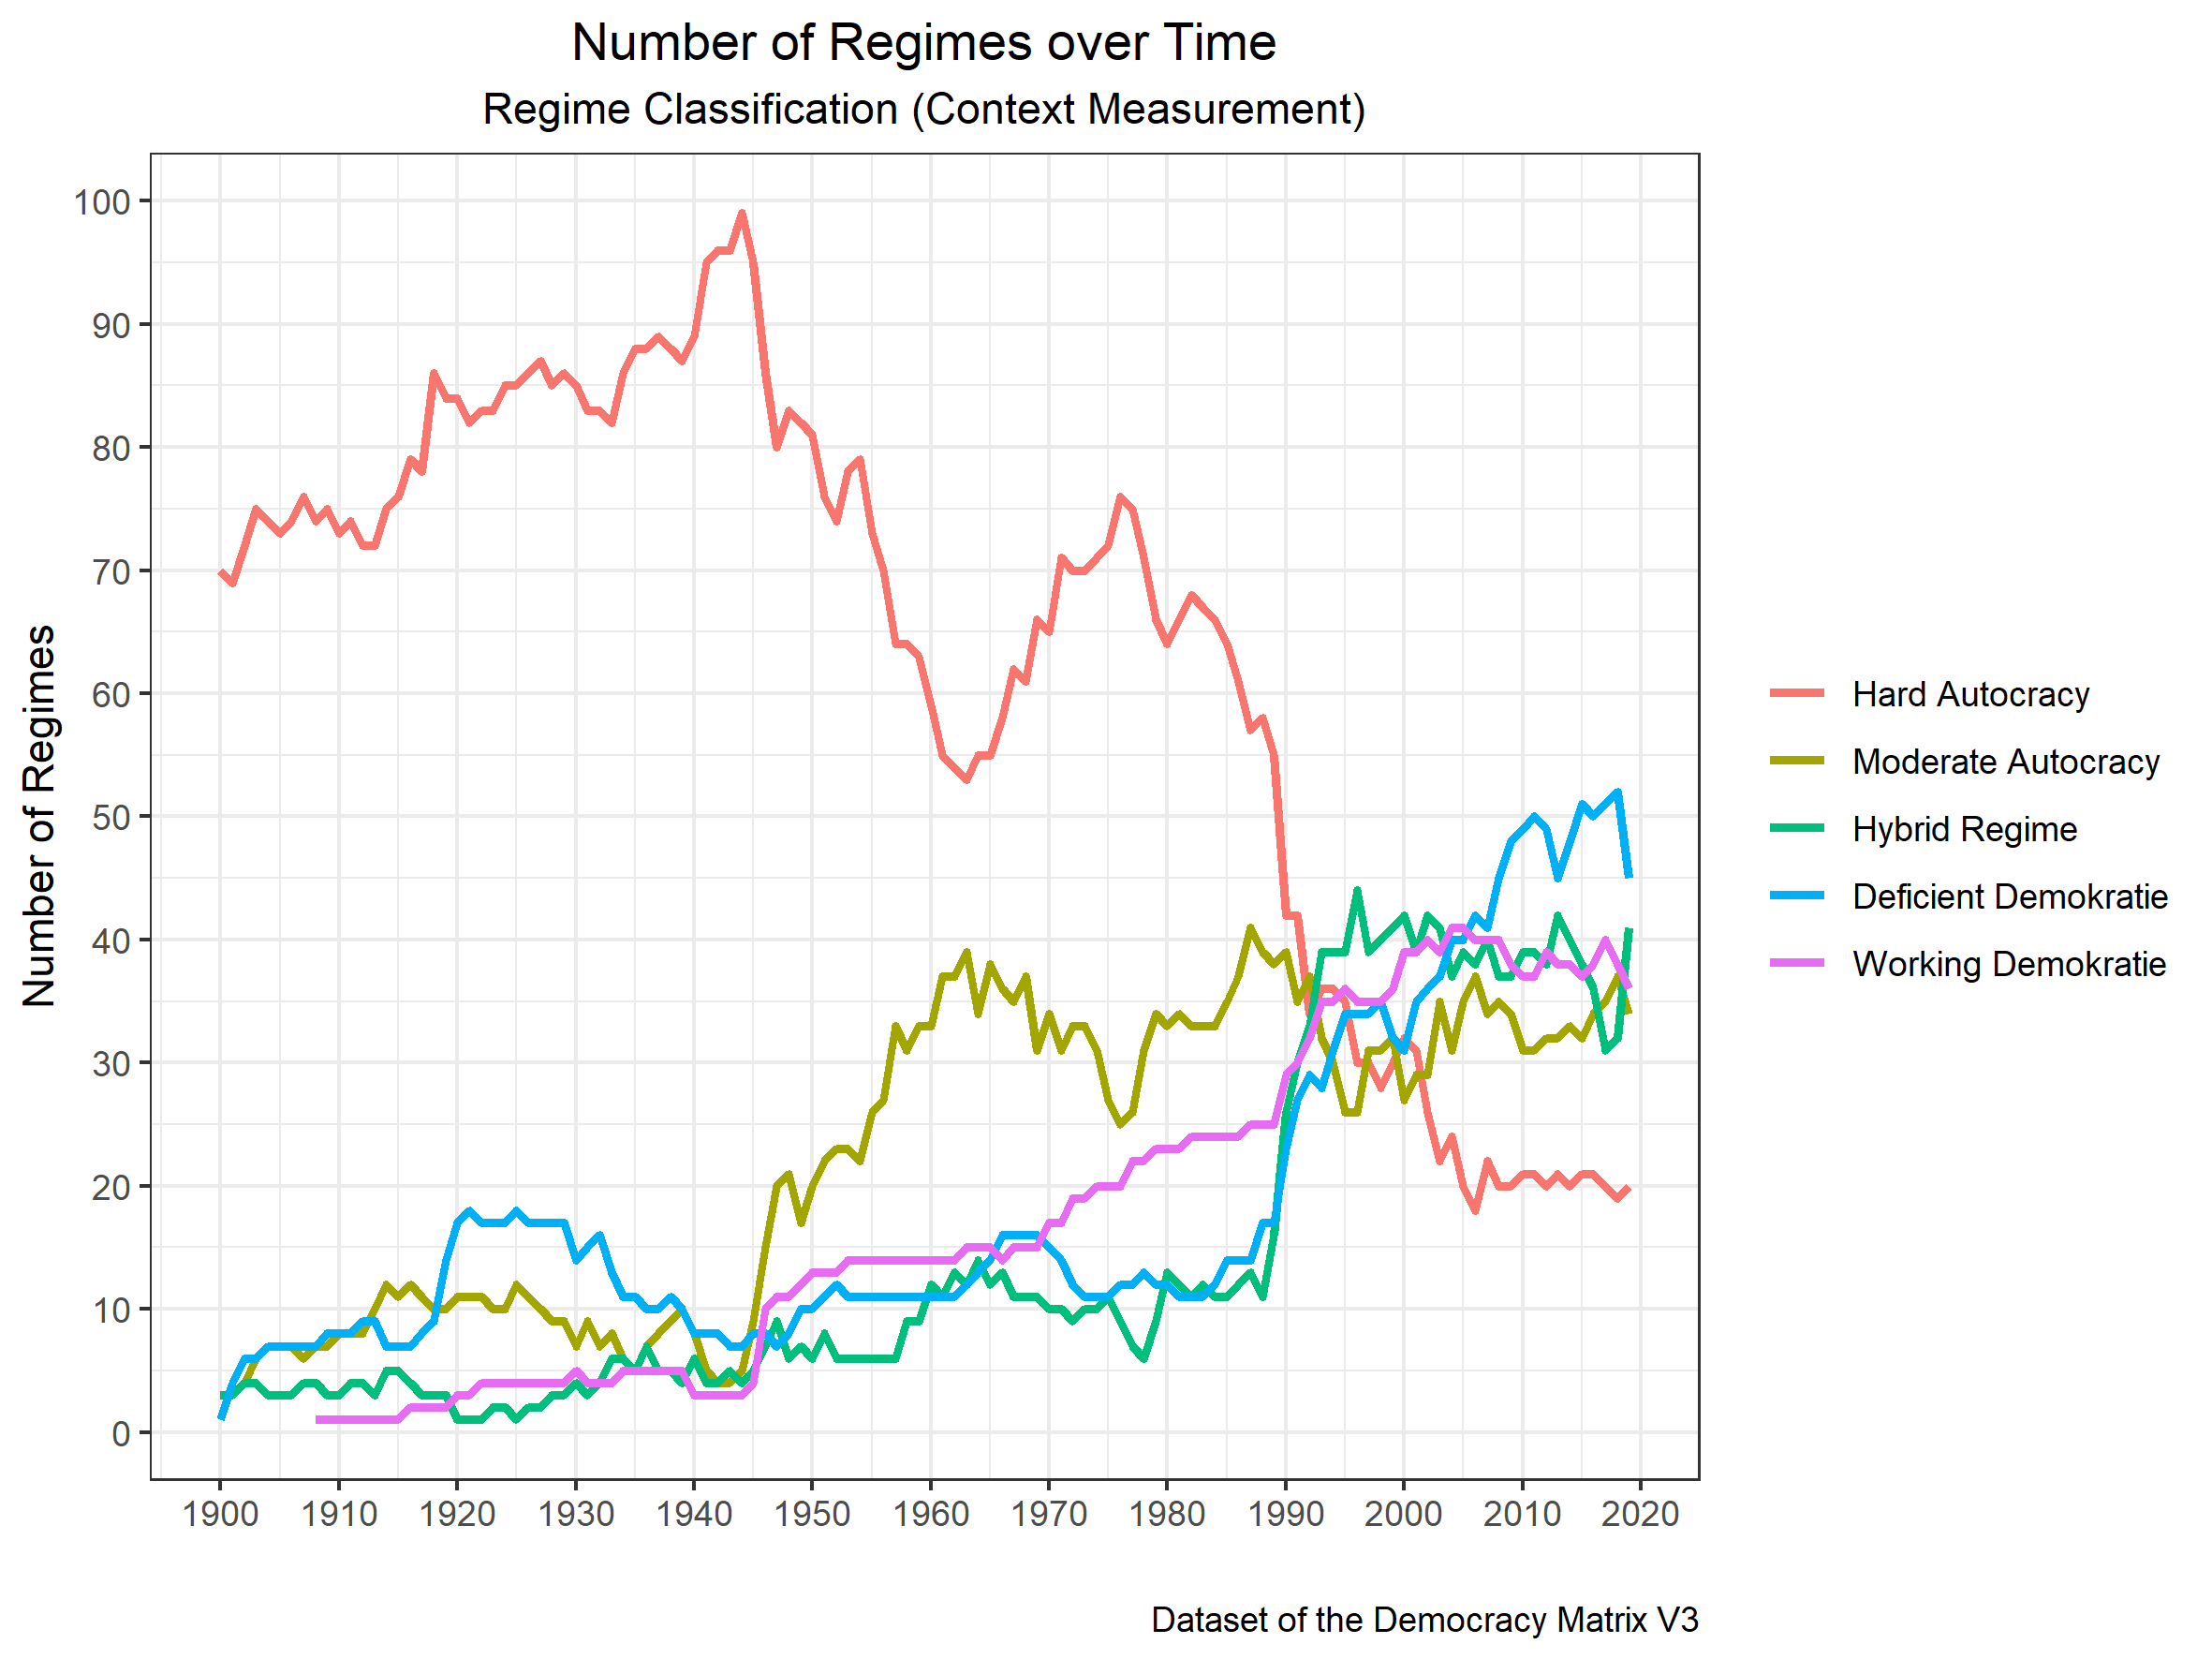 Number of Regimes over Time
Regime Classification (Context Measurement)
Number of Regimes
100
90
80
70
60
50
40
30
20
10
0
1900 1910 1920 1930 1940 1950 1960 1970 1980 1990 2000 2010 2020
Hard Autocracy
Moderate Autocracy
Hybrid Regime
Deficient Demokratie
Working Demokratie
Dataset of the Democracy Matrix V3